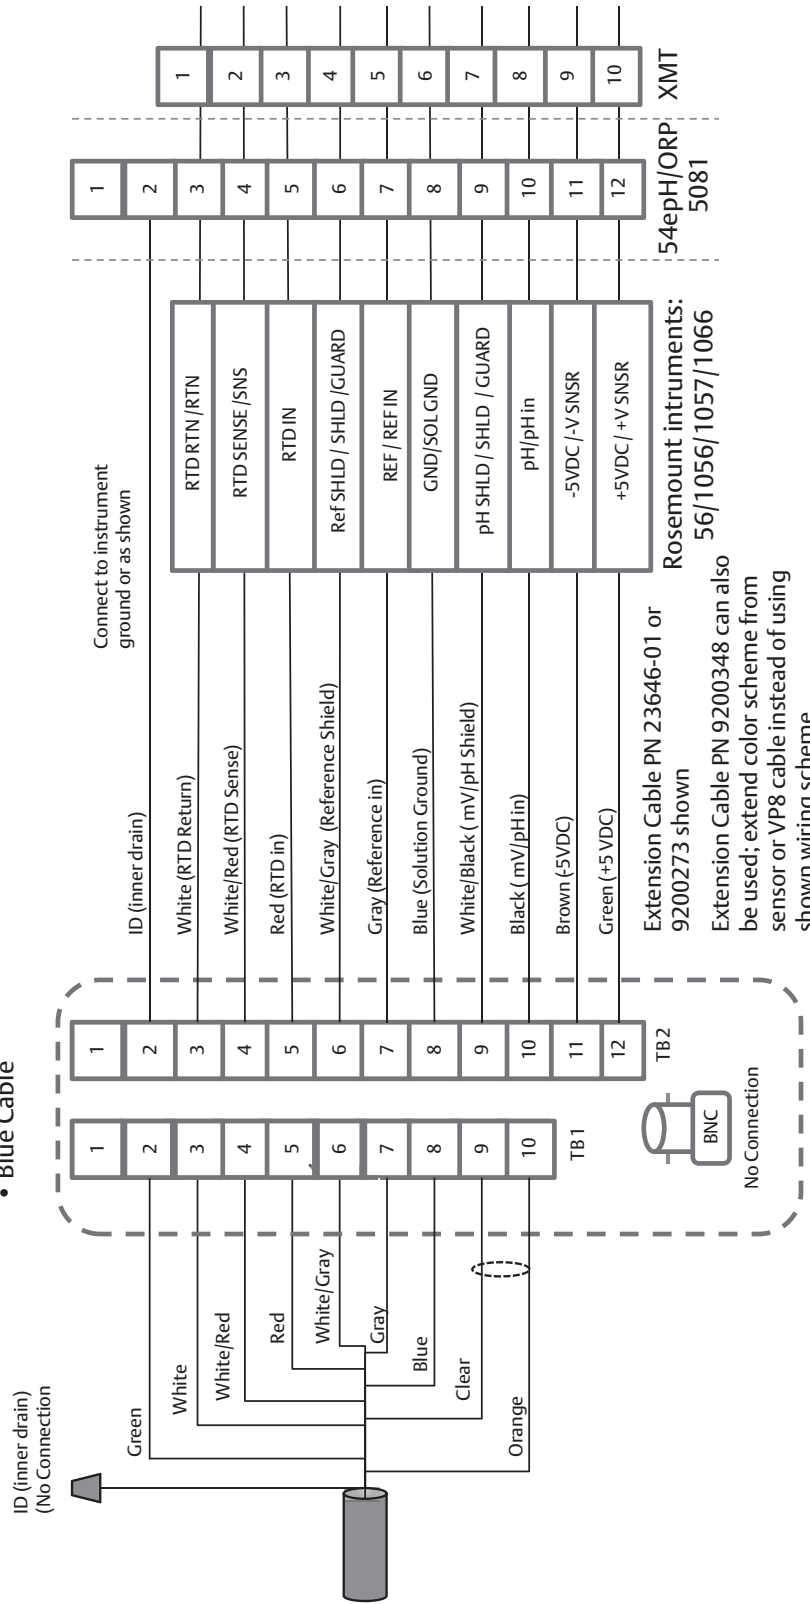 • Blue Cable
ID (inner drain)
(No Connection
Green
White
White/Red
Red
White/Gray
Gray
Blue
Clear
Orange
1
2
3
4
5
6
7
8
9
10
TB1
BNC
No Connection
1
2
3
4
5
6
7
8
9
10
11
12
TB2
Connect to instrument
ground or as shown
ID (inner drain)
White (RTD Return)
White/Red (RTD Sense)
Red (RTD in)
White/Gray (Reference Shield)
Gray (Reference in)
Blue (Solution Ground)
White/Black ( mV/pH Shield)
Black ( mV/pH in)
Brown (-5VDC)
Green (+5 VDC)
Extension Cable PN 23646-01 or
9200273 shown
Extension Cable PN 9200348 can also
be used; extend color scheme from
sensor or VP8 cable instead of using
shown wiring scheme
RTD RTN /RTN
RTD SENSE /SNS
RTD IN
Ref SHLD / SHLD /GUARD
REF / REF IN
GND/SOL GND
pH SHLD / SHLD / GUARD
pH/pH in
-5VDC / -V SNSR
+5VDC / +V SNSR
Rosemount intruments:
56/1056/1057/1066
1
2
3
4
5
6
7
8
9
10
11
12
54epH/ORP
5081
1
2
3
4
5
6
7
8
9
10
XMT